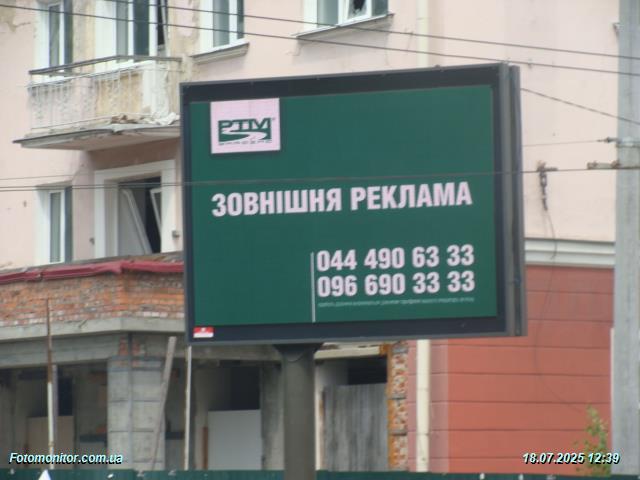 РТМ
ЗОВНІШНЯ РЕКЛАМА
044 490 63 33
096 690 33 33
Fotomonitor.com.ua
18.07.2025 12:39